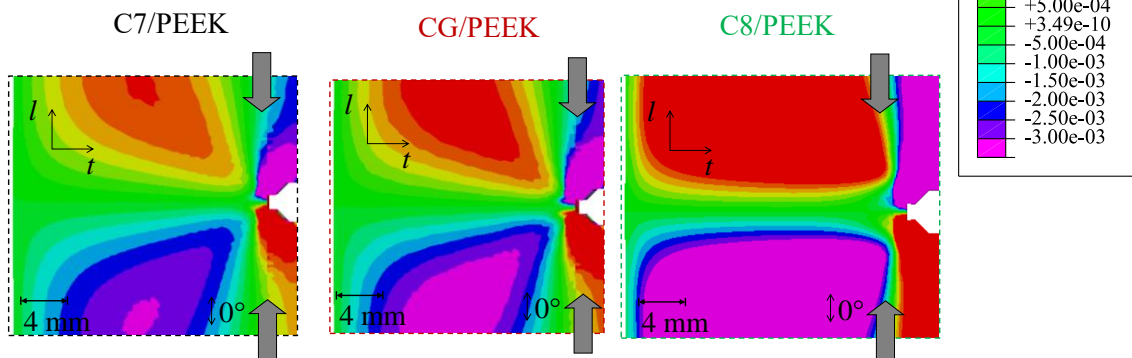 C7/PEEK
CG/PEEK
C8/PEEK
+5.00e-04
+3.49e-10
-5.00e-04
-1.00e-03
-1.50e-03
-2.00e-03
-2.50e-03
-3.00e-03
l
t
0°
4 mm
l
t
0°
4 mm
l
t
0°
4 mm